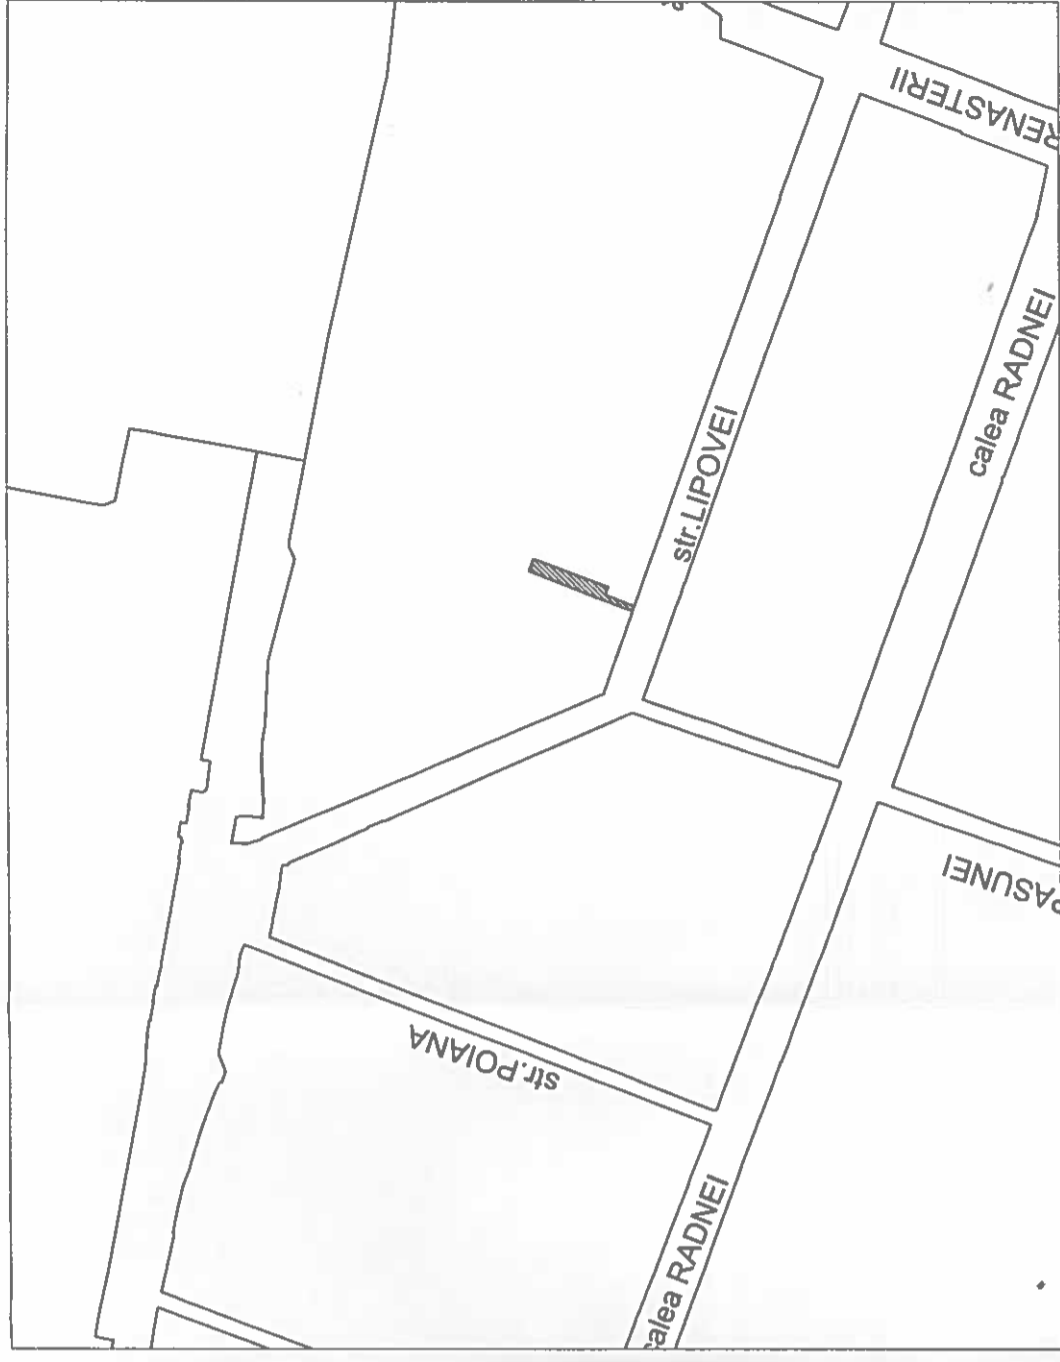 RENASTERII
str.LIPOVEI
calea RADNEI
PASUNEI
str.POIANA
calea RADNEI